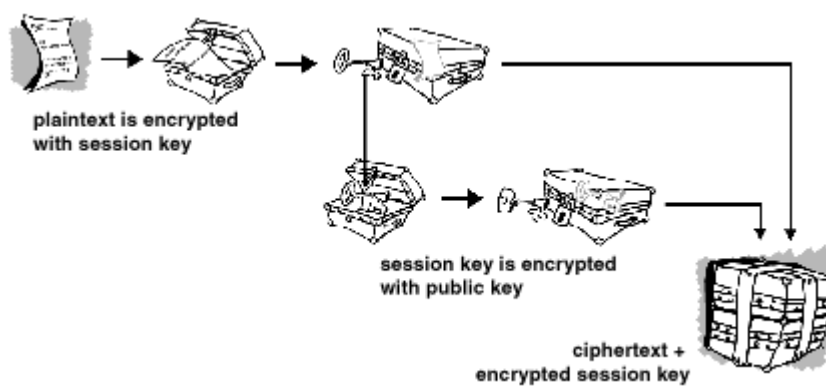 plaintext is encrypted
with session key
session key is encrypted
with public key
ciphertext +
encrypted session key